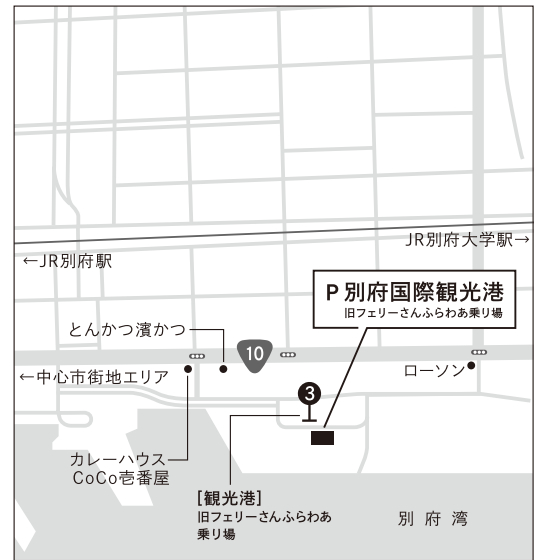 JR別府大学駅→
←JR別府駅
P 別府国際観光港
旧フェリーさんふらわあ乗り場
とんかつ濱かつ
10
←中心市街地エリア
ローソン
3
カレーハウス
CoCo壱番屋
[観光港]
旧フェリーさんふらわあ
乗り場
別府湾